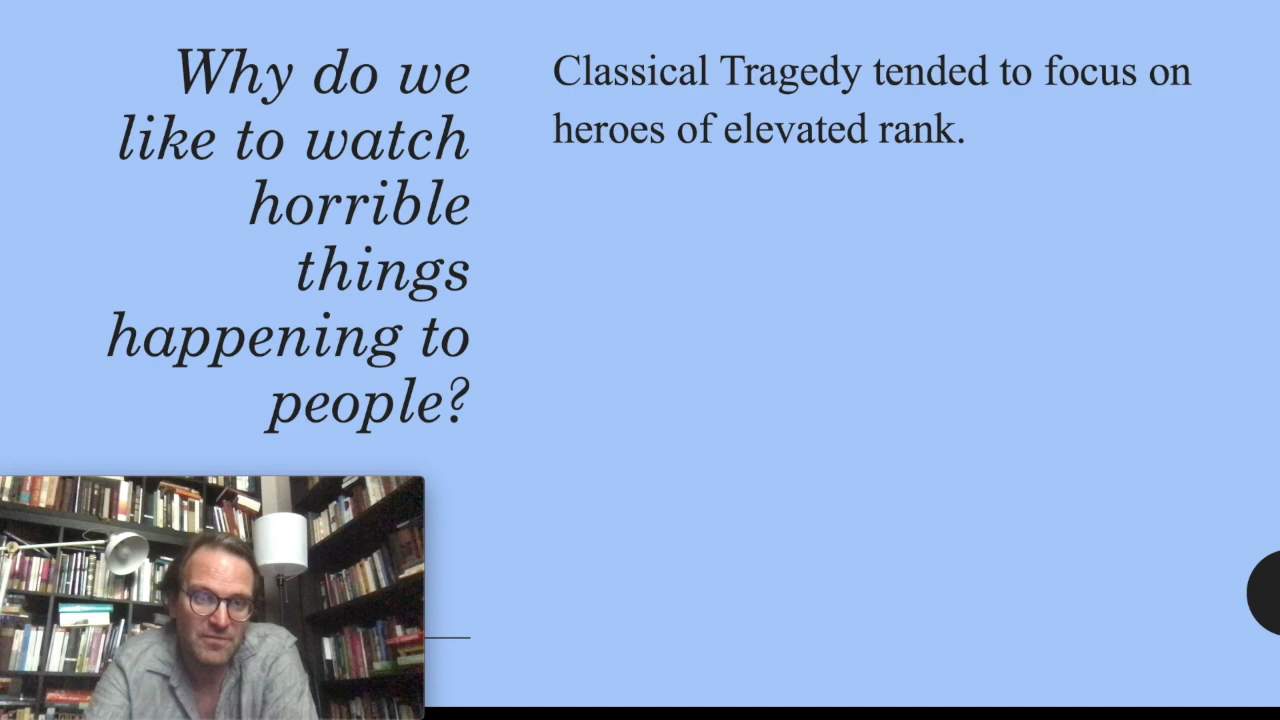 Why do we
like to watch
horrible
things
happening to
people?
Classical Tragedy tended to focus on
heroes of elevated rank.